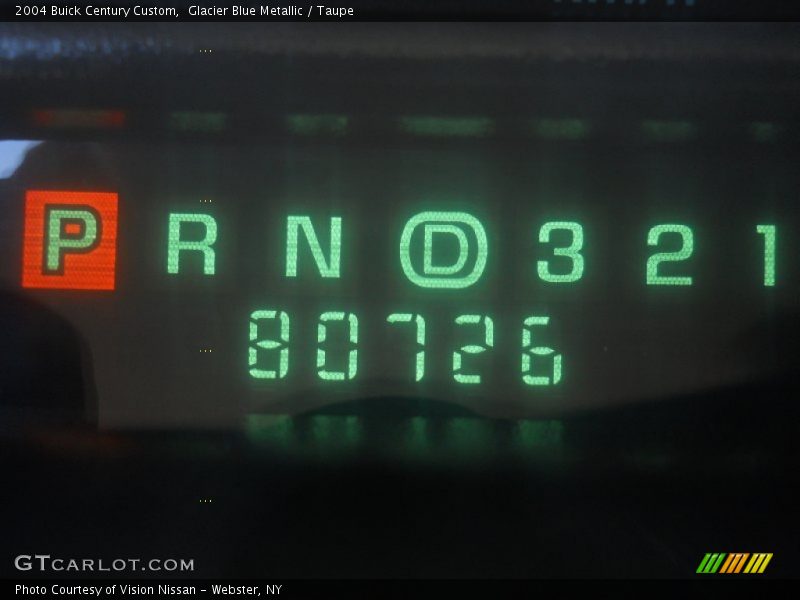 2004 Buick Century Custom,  Glacier Blue Metallic / Taupe
P R N D 3 2 1
80726
GTCARLOT.COM
Photo Courtesy of Vision Nissan - Webster, NY